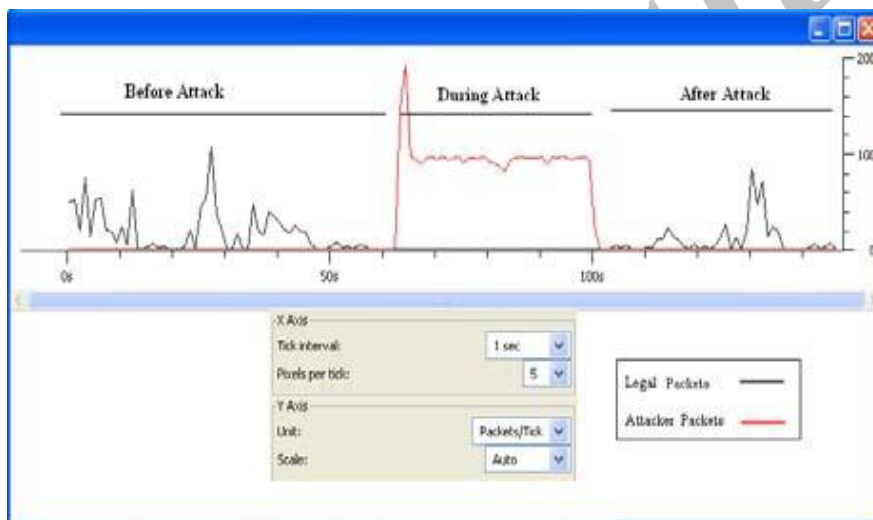 200
Before Attack
During Attack
After Attack
100
0
0s
50s
100s
X Axis
Tick interval: 1 sec
Pixels per tick: 5
Y Axis
Unit: Packets/Tick
Scale: Auto
Legal Packets
Attacker Packets